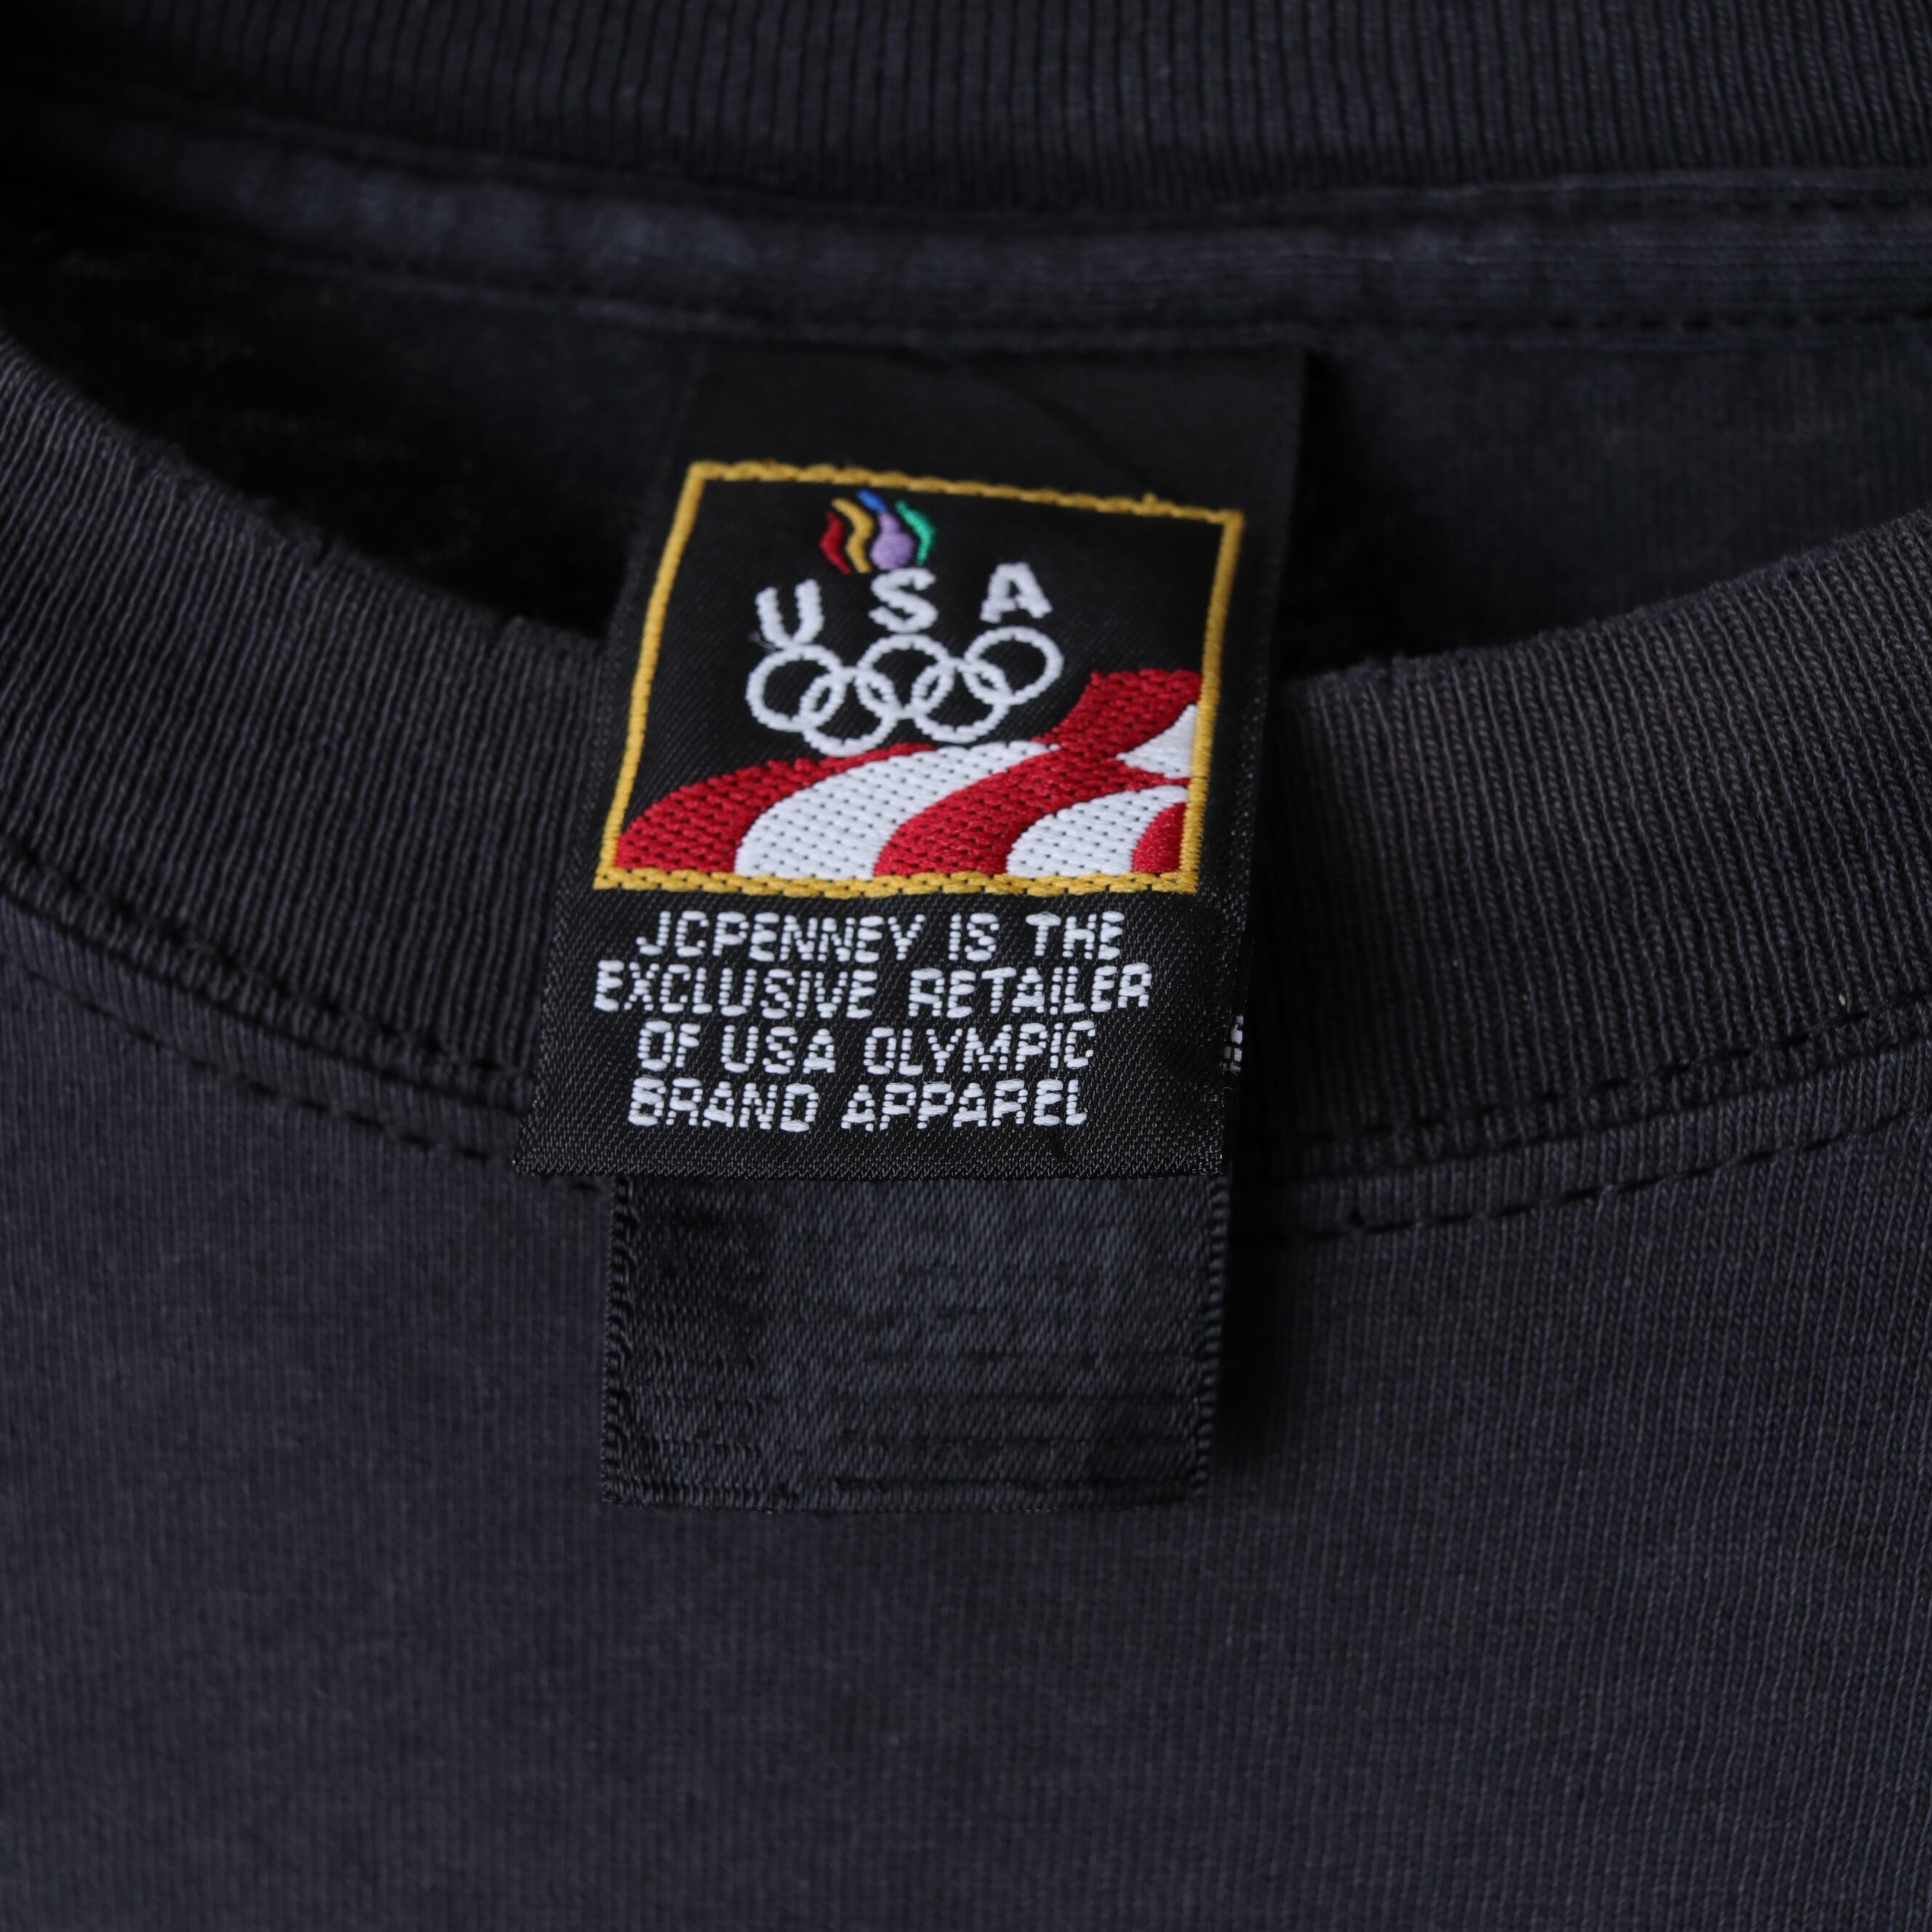 USA
JCPENNEY IS THE
EXCLUSIVE RETAILER
OF USA OLYMPIC
BRAND APPAREL